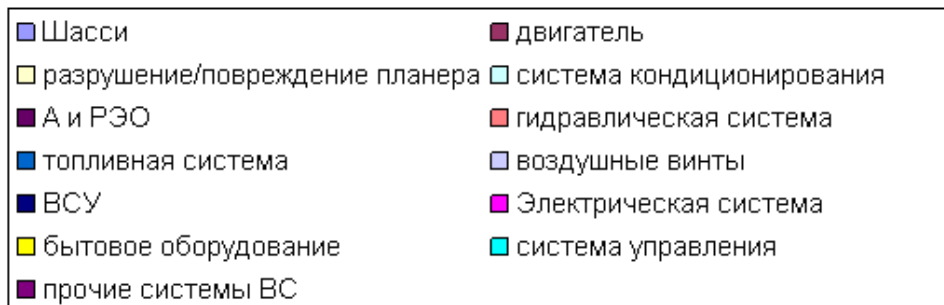 Шасси двигатель
разрушение/повреждение планера система кондиционирования
А и РЭО гидравлическая система
топливная система воздушные винты
ВСУ Электрическая система
бытовое оборудование система управления
прочие системы ВС